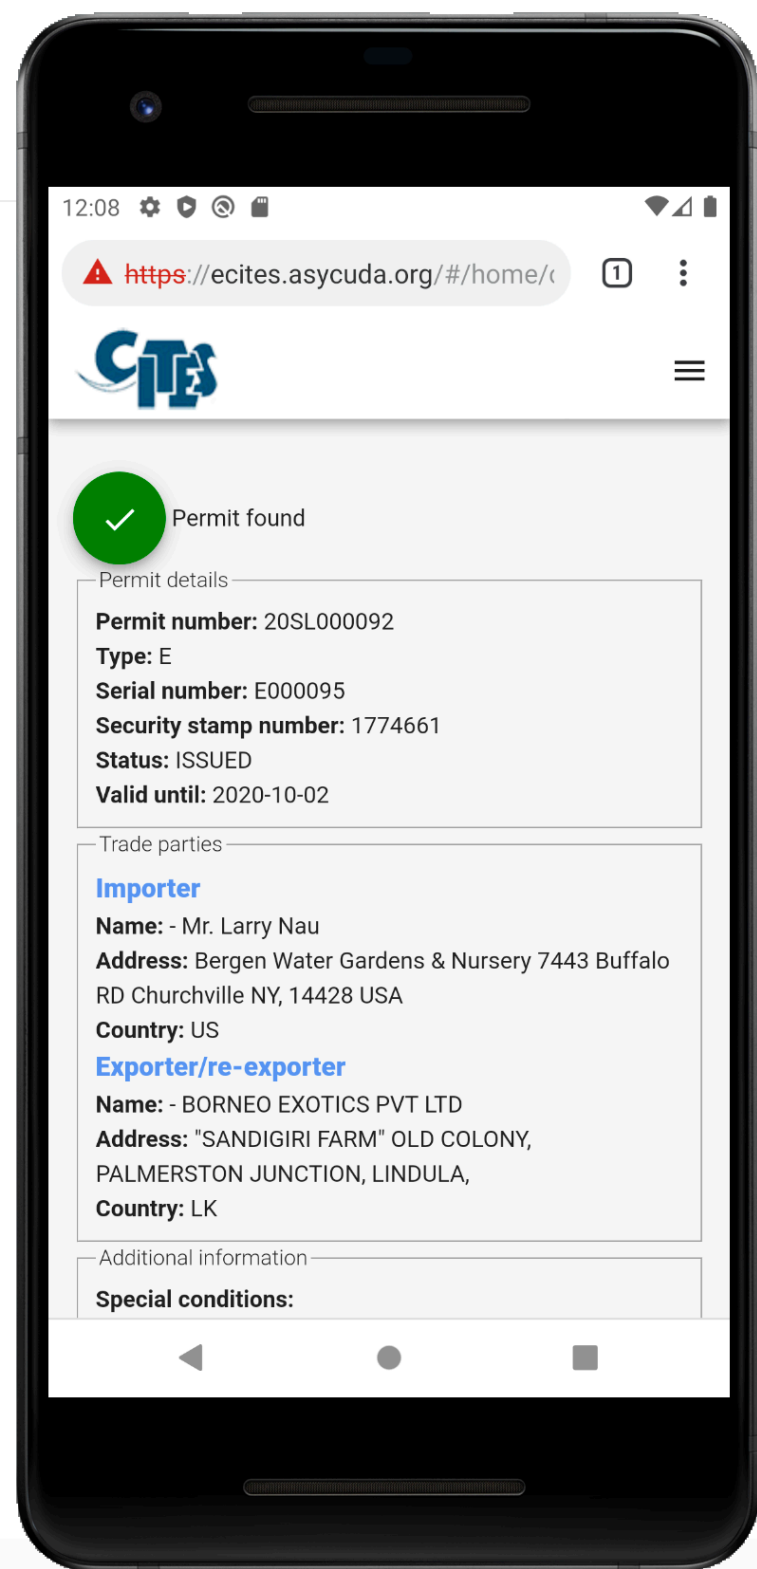 12:08
1
https://ecites.asycuda.org/#/home/
CITES
Permit found
Permit details
Permit number: 20SL000092
Type: E
Serial number: E000095
Security stamp number: 1774661
Status: ISSUED
Valid until: 2020-10-02
Trade parties
Importer
Name: - Mr. Larry Nau
Address: Bergen Water Gardens & Nursery 7443 Buffalo
RD Churchville NY, 14428 USA
Country: US
Exporter/re-exporter
Name: - BORNEO EXOTICS PVT LTD
Address: "SANDIGIRI FARM" OLD COLONY,
PALMERSTON JUNCTION, LINDULA,
Country: LK
Additional information
Special conditions: